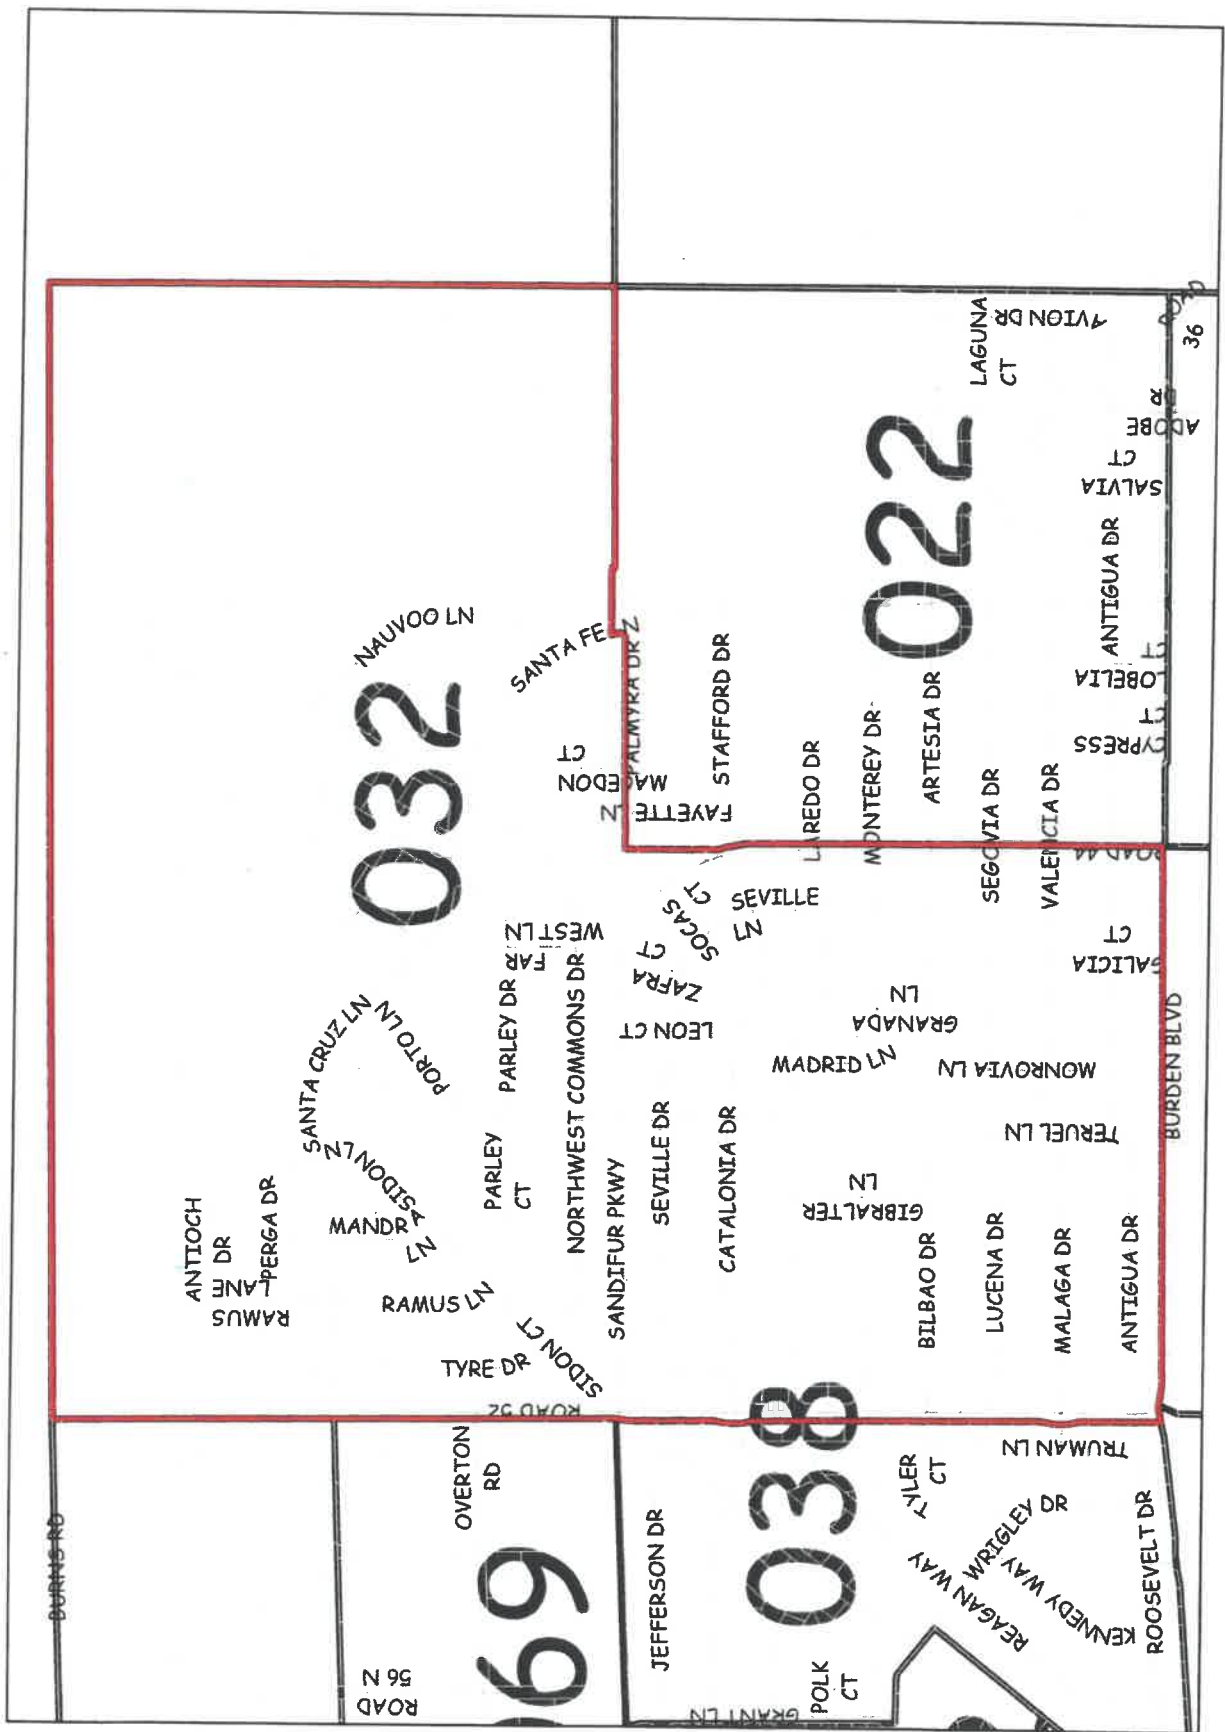 BURNS RD
ROAD
56 N
OVERTON
RD
69
ROAD 52
ANTIOCH
DR
RAMUS
LANE
PERGA DR
MANDRA
LN
SIDON LN
SANTA CRUZ LN
PORTO LN
RAMUS LN
TYRE DR
SIDON CT
PARLEY
CT
PARLEY DR
FAR
WEST LN
NORTHWEST COMMONS DR
SANDIFUR PKWY
032
NAUVOO LN
SANTA FE
LN
MACEDON
CT
PALMYRA DR
FAYETTE LN
STAFFORD DR
LAREDO DR
MONTEREY DR
ARTESIA DR
SEGOVIA DR
VALENCIA DR
022
LAGUNA
CT
AVION DR
ROAD
36
ADOBE
DR
SALVIA
CT
ANTIGUA DR
LOBELIA
CT
CYPRESS
CT
ROAD 44
GALICIA
CT
BURDEN BLVD
SEVILLE
LN
SOCAS
CT
ZAFRA
CT
LEON CT
SEVILLE DR
CATALONIA DR
MADRID LN
GRANADA
LN
MONROVIA LN
TERUEL LN
GIBRALTER
LN
BILBAO DR
LUCENA DR
MALAGA DR
ANTIGUA DR
038
JEFFERSON DR
POLK
CT
GRANT LN
TYLER
CT
TRUMAN LN
WRIGLEY DR
REAGAN WAY
KENNEDY WAY
ROOSEVELT DR